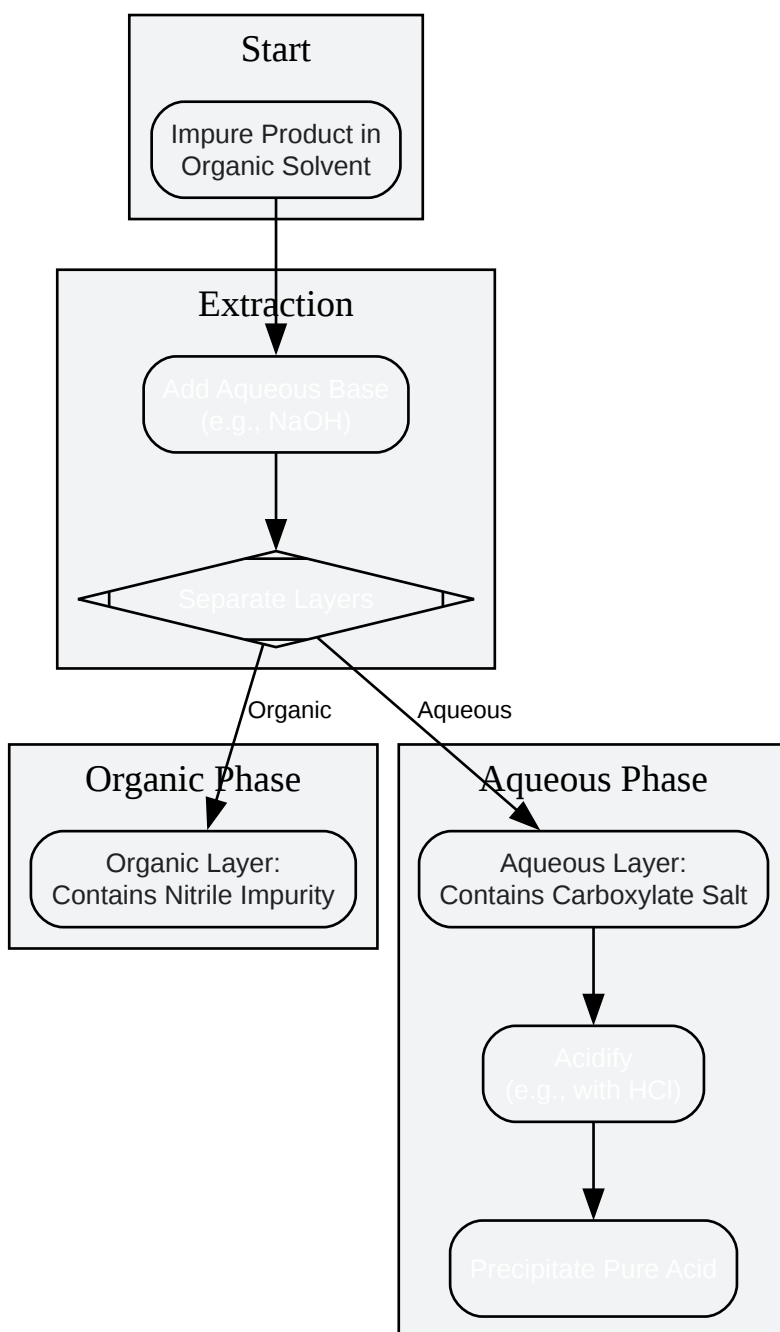 Start
Impure Product in
Organic Solvent
Extraction
Add Aqueous Base
(e.g., NaOH)
Separate Layers
Organic
Aqueous
Organic Phase
Organic Layer:
Contains Nitrile Impurity
Aqueous Phase
Aqueous Layer:
Contains Carboxylate Salt
Acidify
(e.g., with HCl)
Precipitate Pure Acid